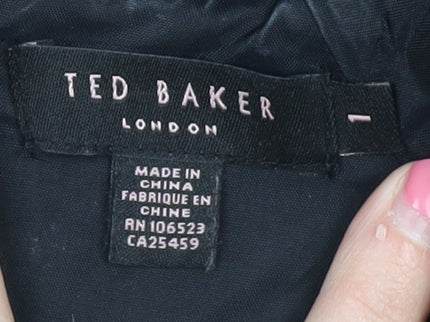 TED BAKER
LONDON
1
MADE IN
CHINA
FABRIQUE EN
CHINE
RN 106523
CA25459